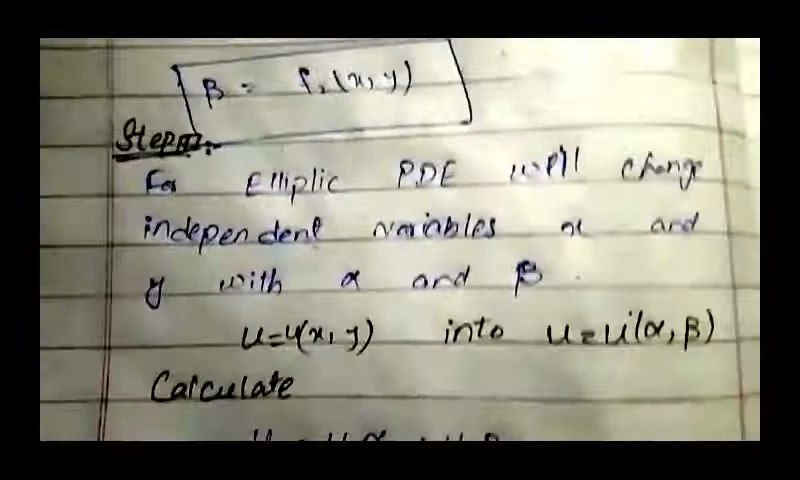 β = f₂(x, y)
Step
For Elliptic PDE will change
independent variables x and
y with α and β.
u=u(x, y) into u=u(α, β)
Calculate